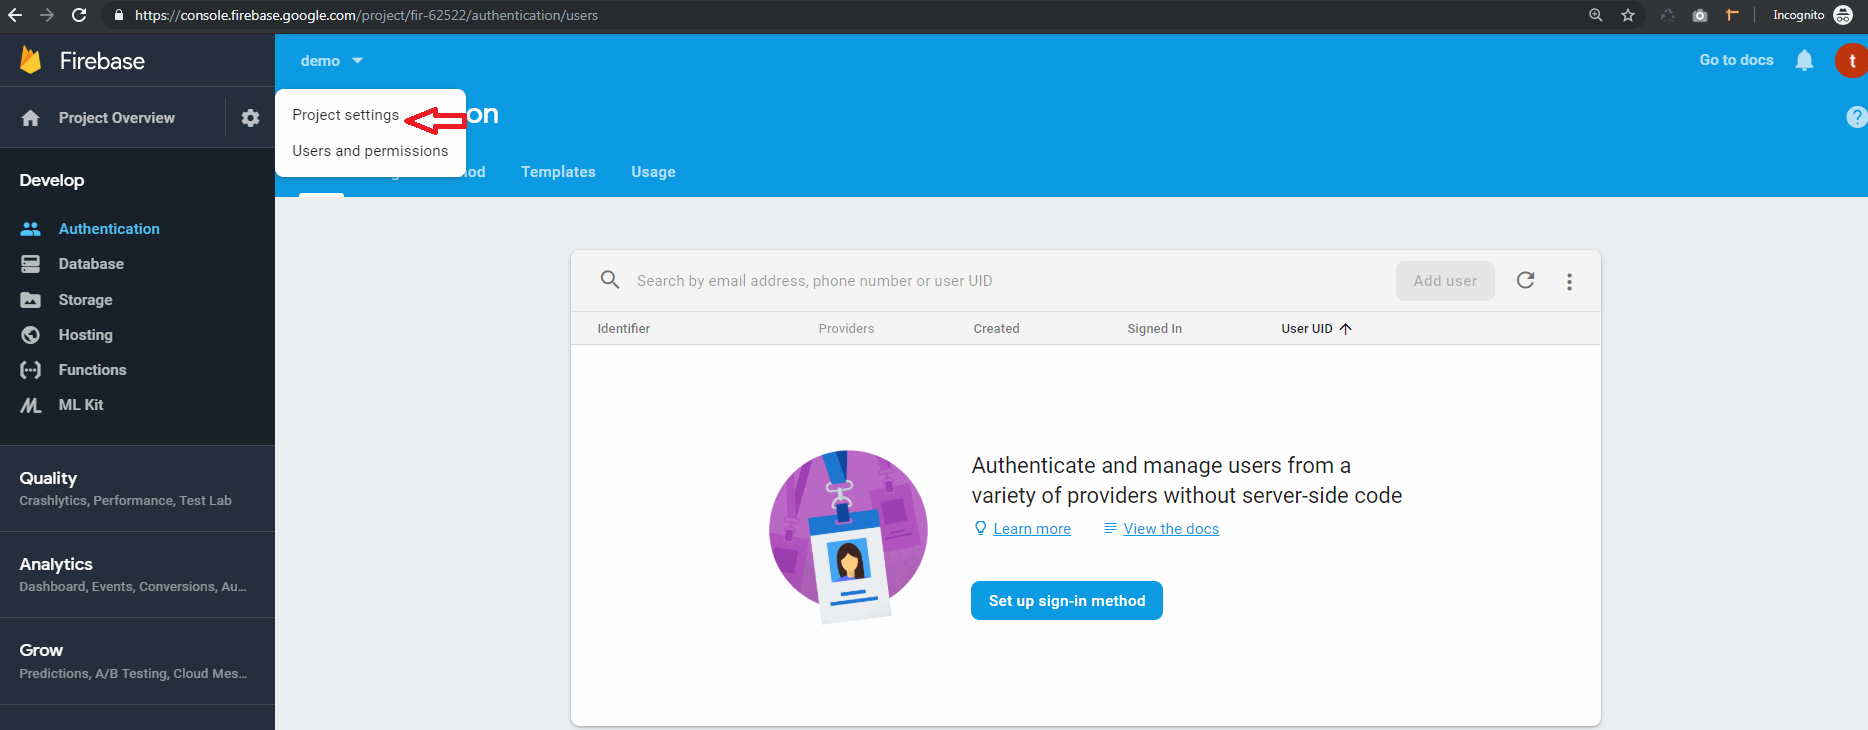 https://console.firebase.google.com/project/fir-62522/authentication/users
Incognito
Firebase
demo
Go to docs
t
Project Overview
Project settings
on
?
Users and permissions
Templates
Usage
Develop
Authentication
Database
Storage
Hosting
Functions
ML Kit
Quality
Crashlytics, Performance, Test Lab
Analytics
Dashboard, Events, Conversions, Au...
Grow
Predictions, A/B Testing, Cloud Mes...
Search by email address, phone number or user UID
Add user
Identifier
Providers
Created
Signed In
User UID
Authenticate and manage users from a
variety of providers without server-side code
Learn more
View the docs
Set up sign-in method